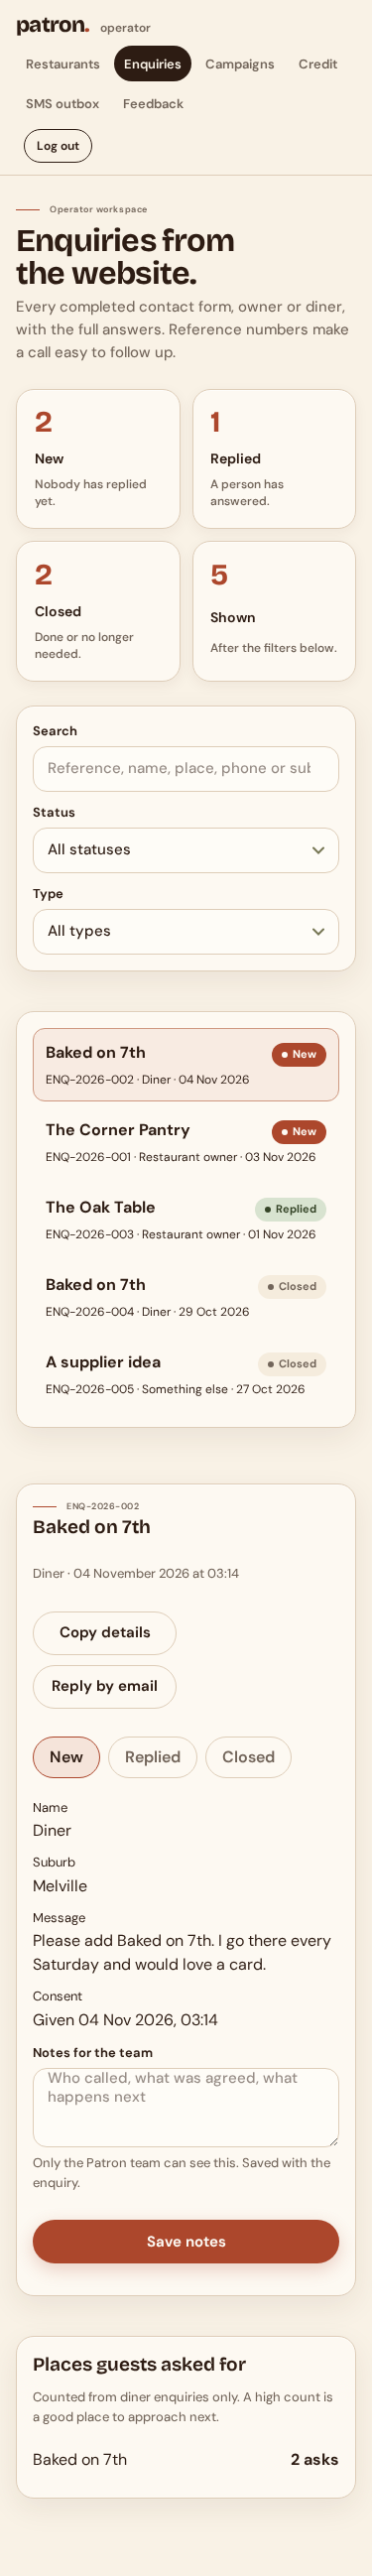 patron. operator
Restaurants Enquiries Campaigns Credit
SMS outbox Feedback
Log out
Operator workspace
Enquiries from
the website.
Every completed contact form, owner or diner,
with the full answers. Reference numbers make
a call easy to follow up.
2
New
Nobody has replied
yet.
1
Replied
A person has
answered.
2
Closed
Done or no longer
needed.
5
Shown
After the filters below.
Search
Reference, name, place, phone or sub
Status
All statuses
Type
All types
Baked on 7th New
ENQ-2026-002 · Diner · 04 Nov 2026
The Corner Pantry New
ENQ-2026-001 · Restaurant owner · 03 Nov 2026
The Oak Table Replied
ENQ-2026-003 · Restaurant owner · 01 Nov 2026
Baked on 7th Closed
ENQ-2026-004 · Diner · 29 Oct 2026
A supplier idea Closed
ENQ-2026-005 · Something else · 27 Oct 2026
ENQ-2026-002
Baked on 7th
Diner · 04 November 2026 at 03:14
Copy details
Reply by email
New Replied Closed
Name
Diner
Suburb
Melville
Message
Please add Baked on 7th. I go there every
Saturday and would love a card.
Consent
Given 04 Nov 2026, 03:14
Notes for the team
Who called, what was agreed, what
happens next
Only the Patron team can see this. Saved with the
enquiry.
Save notes
Places guests asked for
Counted from diner enquiries only. A high count is
a good place to approach next.
Baked on 7th 2 asks